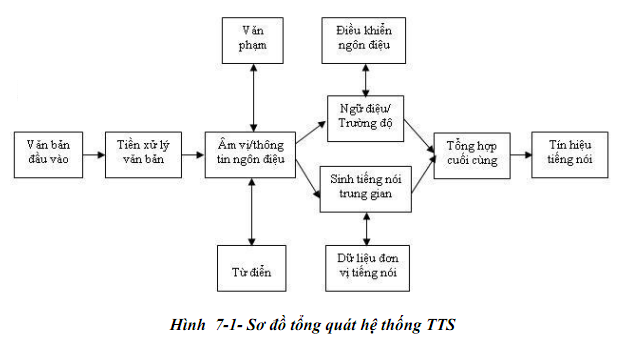 Văn
phạm
Điều khiển
ngôn điệu
Văn bản
đầu vào
Tiền xử lý
văn bản
Âm vi/thông
tin ngôn điệu
Ngữ điệu/
Trường độ
Sinh tiếng nói
trung gian
Tổng hợp
cuối cùng
Tín hiệu
tiếng nói
Từ điển
Dữ liệu đơn
vị tiếng nói
Hình 7-1- Sơ đồ tổng quát hệ thống TTS